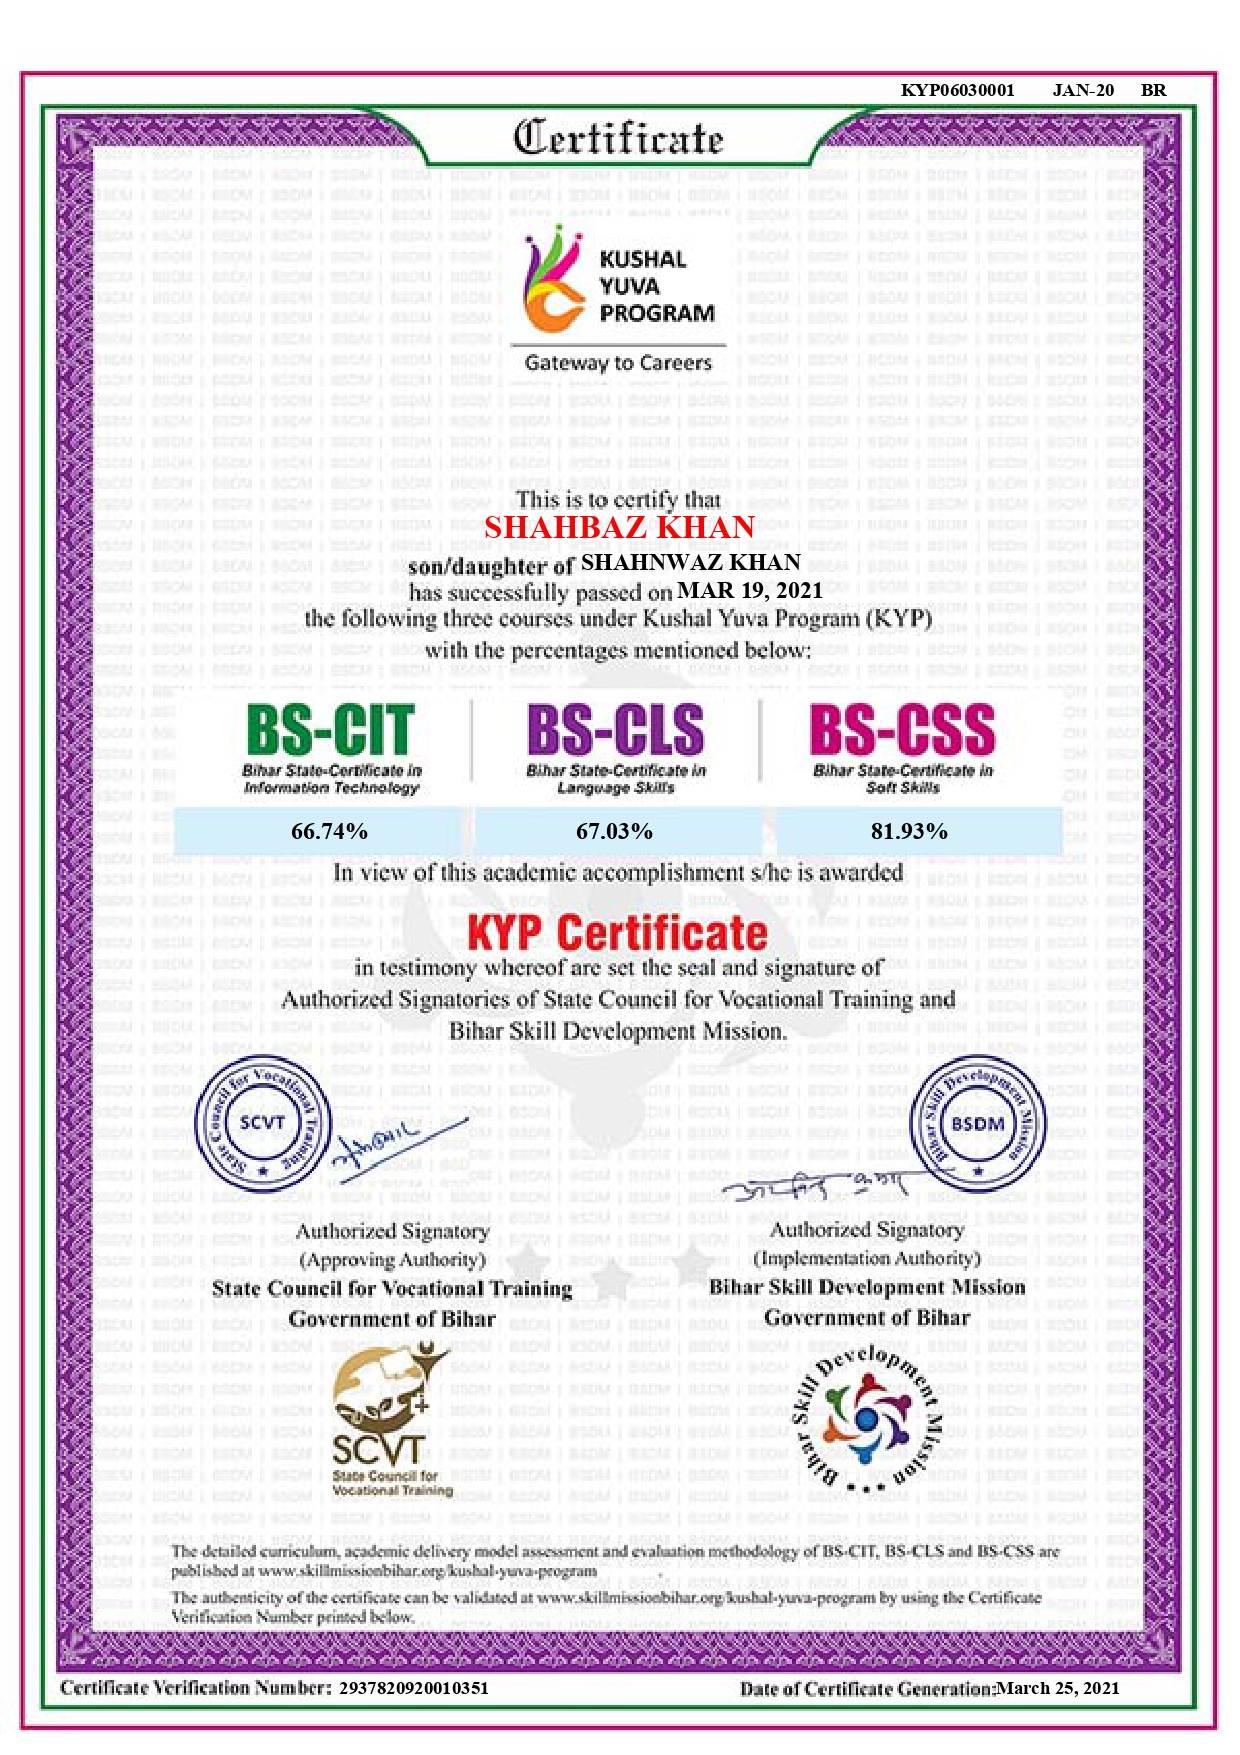 KYP06030001 JAN-20 BR
Certificate
KUSHAL
YUVA
PROGRAM
Gateway to Careers
This is to certify that
SHAHBAZ KHAN
son/daughter of SHAHNWAZ KHAN
has successfully passed on MAR 19, 2021
the following three courses under Kushal Yuva Program (KYP)
with the percentages mentioned below:
BS-CIT
Bihar State-Certificate in
Information Technology
BS-CLS
Bihar State-Certificate in
Language Skills
BS-CSS
Bihar State-Certificate in
Soft Skills
66.74% 67.03% 81.93%
In view of this academic accomplishment s/he is awarded
KYP Certificate
in testimony whereof are set the seal and signature of
Authorized Signatories of State Council for Vocational Training and
Bihar Skill Development Mission.
State Council for Vocational Training
SCVT
Bihar Skill Development Mission
BSDM
Authorized Signatory
(Approving Authority)
State Council for Vocational Training
Government of Bihar
Authorized Signatory
(Implementation Authority)
Bihar Skill Development Mission
Government of Bihar
SCVT
State Council for
Vocational Training
Bihar Skill Development Mission
The detailed curriculum, academic delivery model assessment and evaluation methodology of BS-CIT, BS-CLS and BS-CSS are
published at www.skillmissionbihar.org/kushal-yuva-program
The authenticity of the certificate can be validated at www.skillmissionbihar.org/kushal-yuva-program by using the Certificate
Verification Number printed below.
Certificate Verification Number: 2937820920010351
Date of Certificate Generation:March 25, 2021